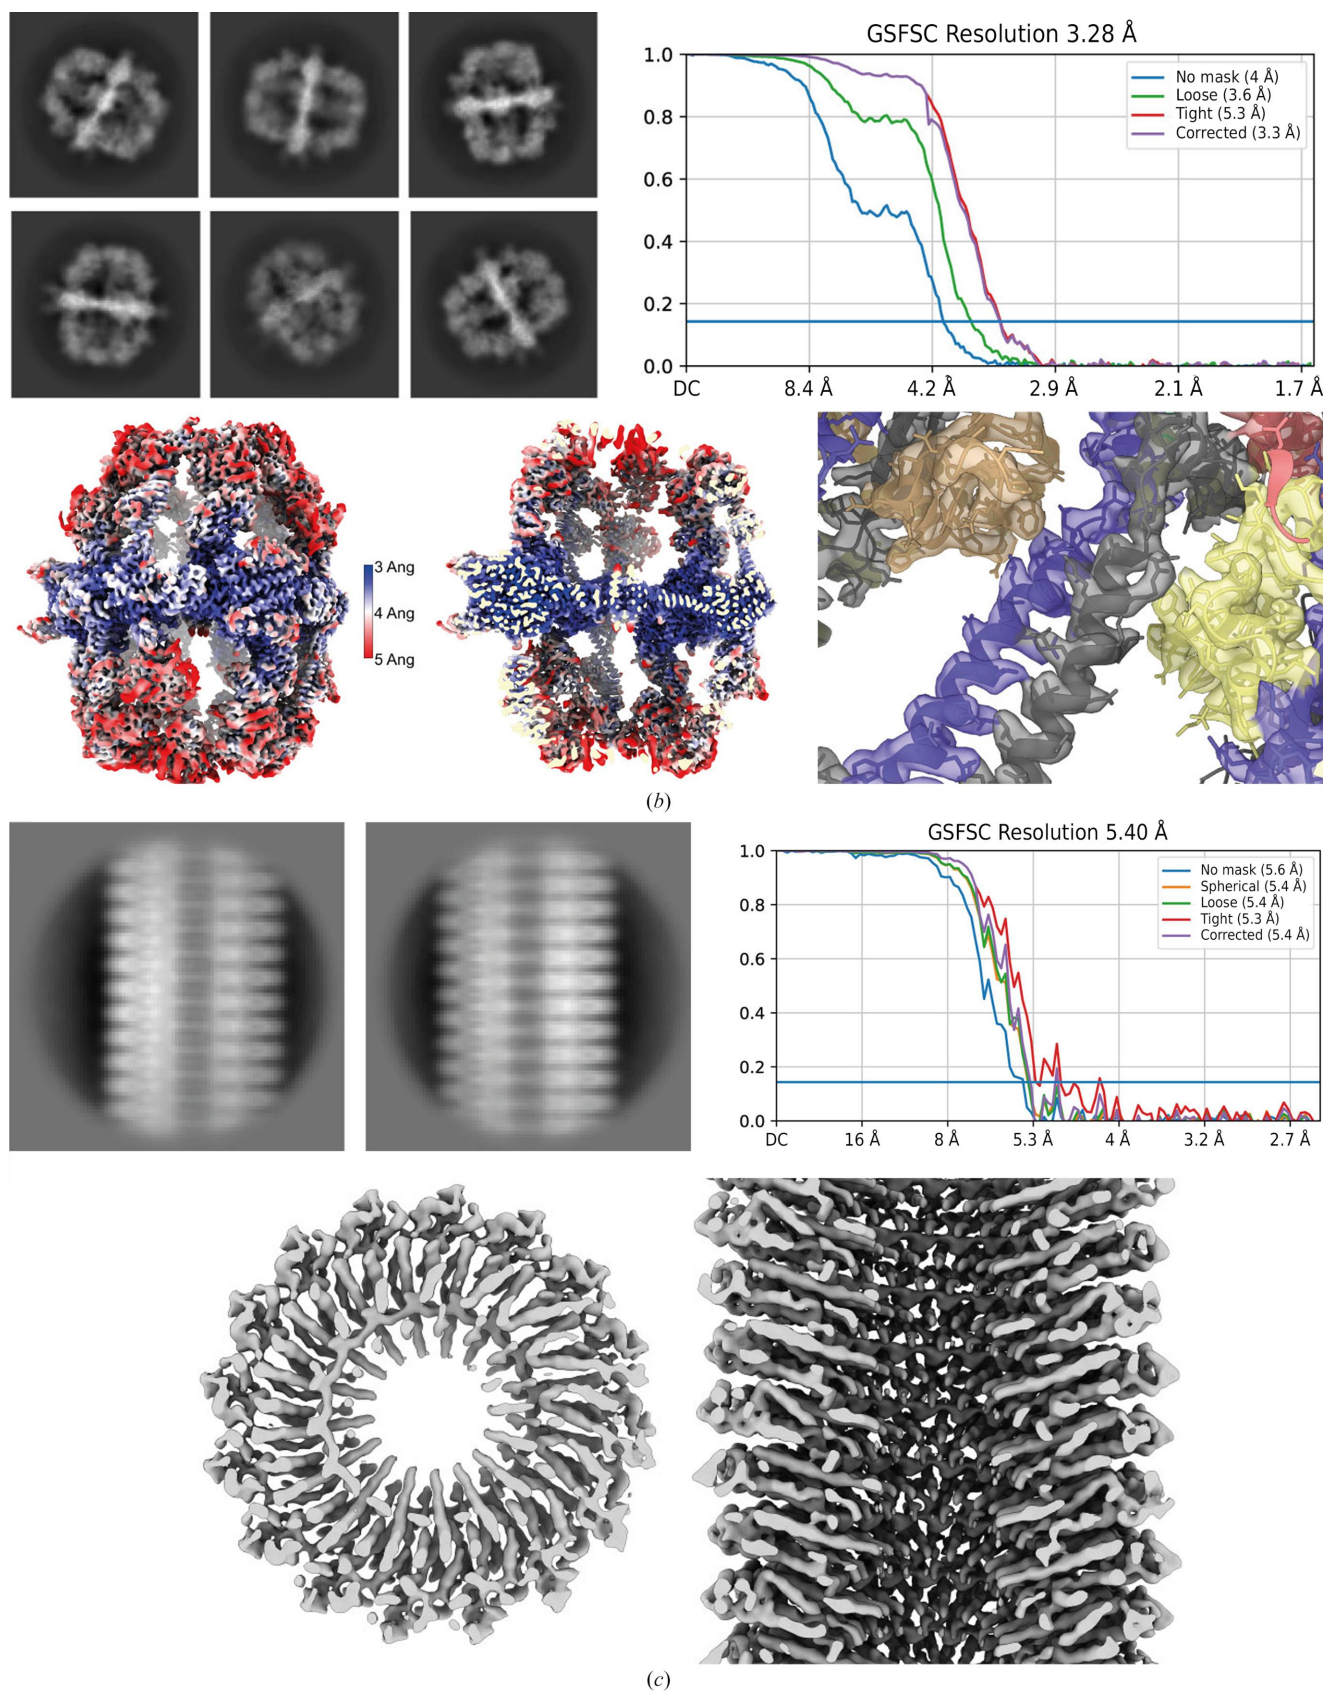 GSFSC Resolution 3.28 Å
1.0
0.8
0.6
0.4
0.2
0.0
No mask (4 Å)
Loose (3.6 Å)
Tight (5.3 Å)
Corrected (3.3 Å)
DC 8.4 Å 4.2 Å 2.9 Å 2.1 Å 1.7 Å
3 Ang
4 Ang
5 Ang
(b)
GSFSC Resolution 5.40 Å
1.0
0.8
0.6
0.4
0.2
0.0
No mask (5.6 Å)
Spherical (5.4 Å)
Loose (5.4 Å)
Tight (5.3 Å)
Corrected (5.4 Å)
DC 16 Å 8 Å 5.3 Å 4 Å 3.2 Å 2.7 Å
(c)